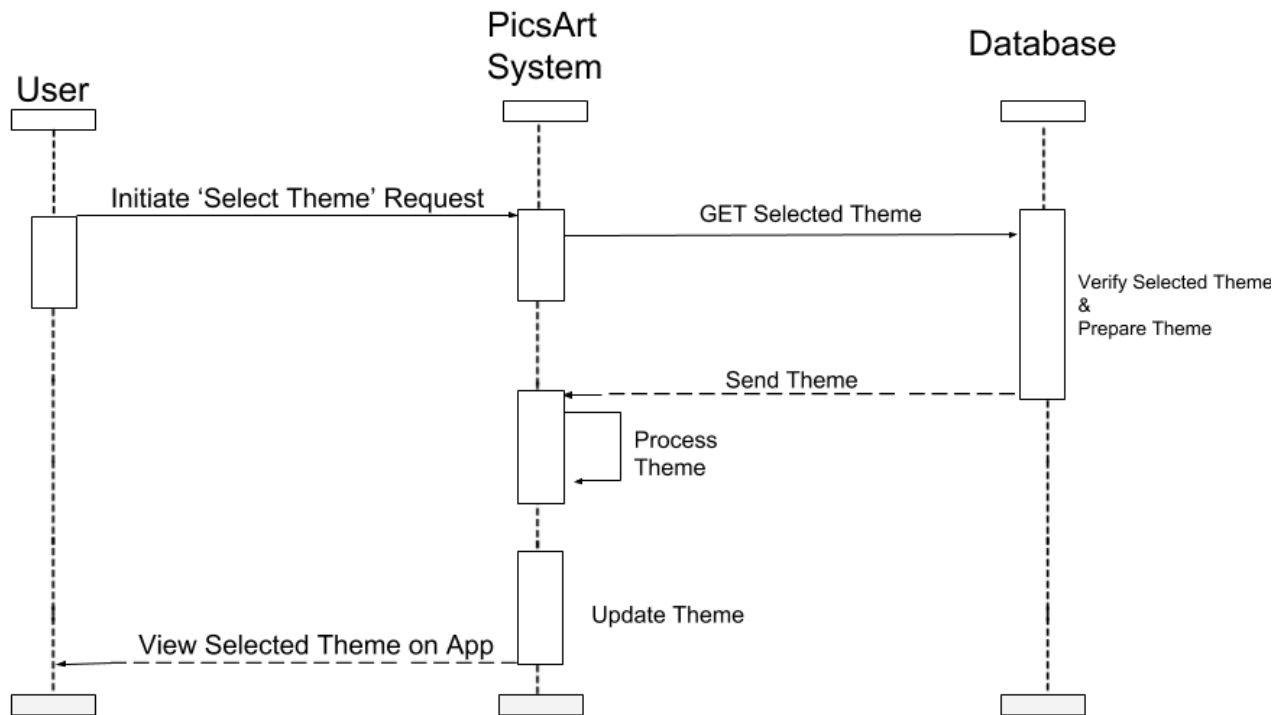 User
PicsArt
System
Database
Initiate ‘Select Theme’ Request
GET Selected Theme
Verify Selected Theme
&
Prepare Theme
Send Theme
Process
Theme
Update Theme
View Selected Theme on App